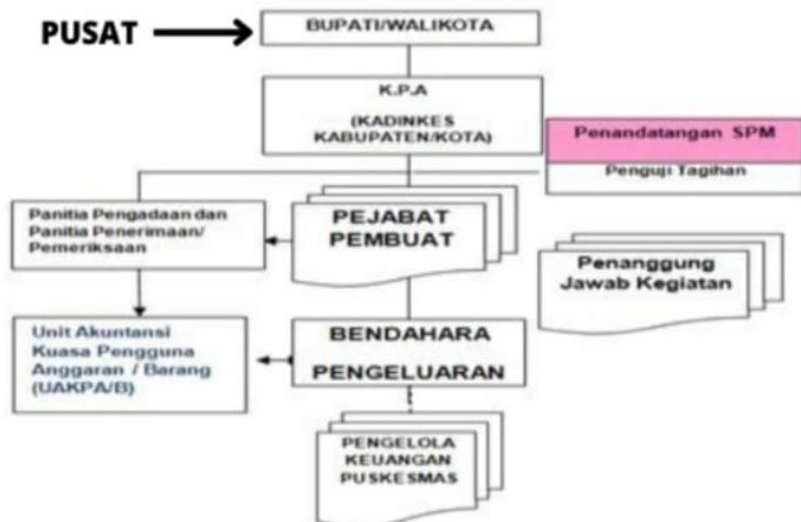 PUSAT
BUPATI/WALIKOTA
K.P.A
(KADINKES
KABUPATEN/KOTA)
Penandatangan SPM
Penguji Tagihan
Panitia Pengadaan dan
Panitia Penerimaan/
Pemeriksaan
PEJABAT
PEMBUAT
Penanggung
Jawab Kegiatan
Unit Akuntansi
Kuasa Pengguna
Anggaran / Barang
(UAKPA/B)
BENDAHARA
PENGELUARAN
PENGELOLA
KEUANGAN
PUSKESMAS